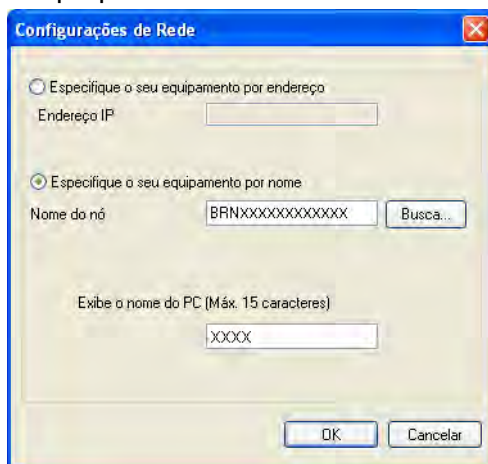 Configurações de Rede
Especifique o seu equipamento por endereço
Endereço IP
Especifique o seu equipamento por nome
Nome do nó BRNXXXXXXXXXXXX Busca...
Exibe o nome do PC (Máx. 15 caracteres)
XXXX
OK Cancelar